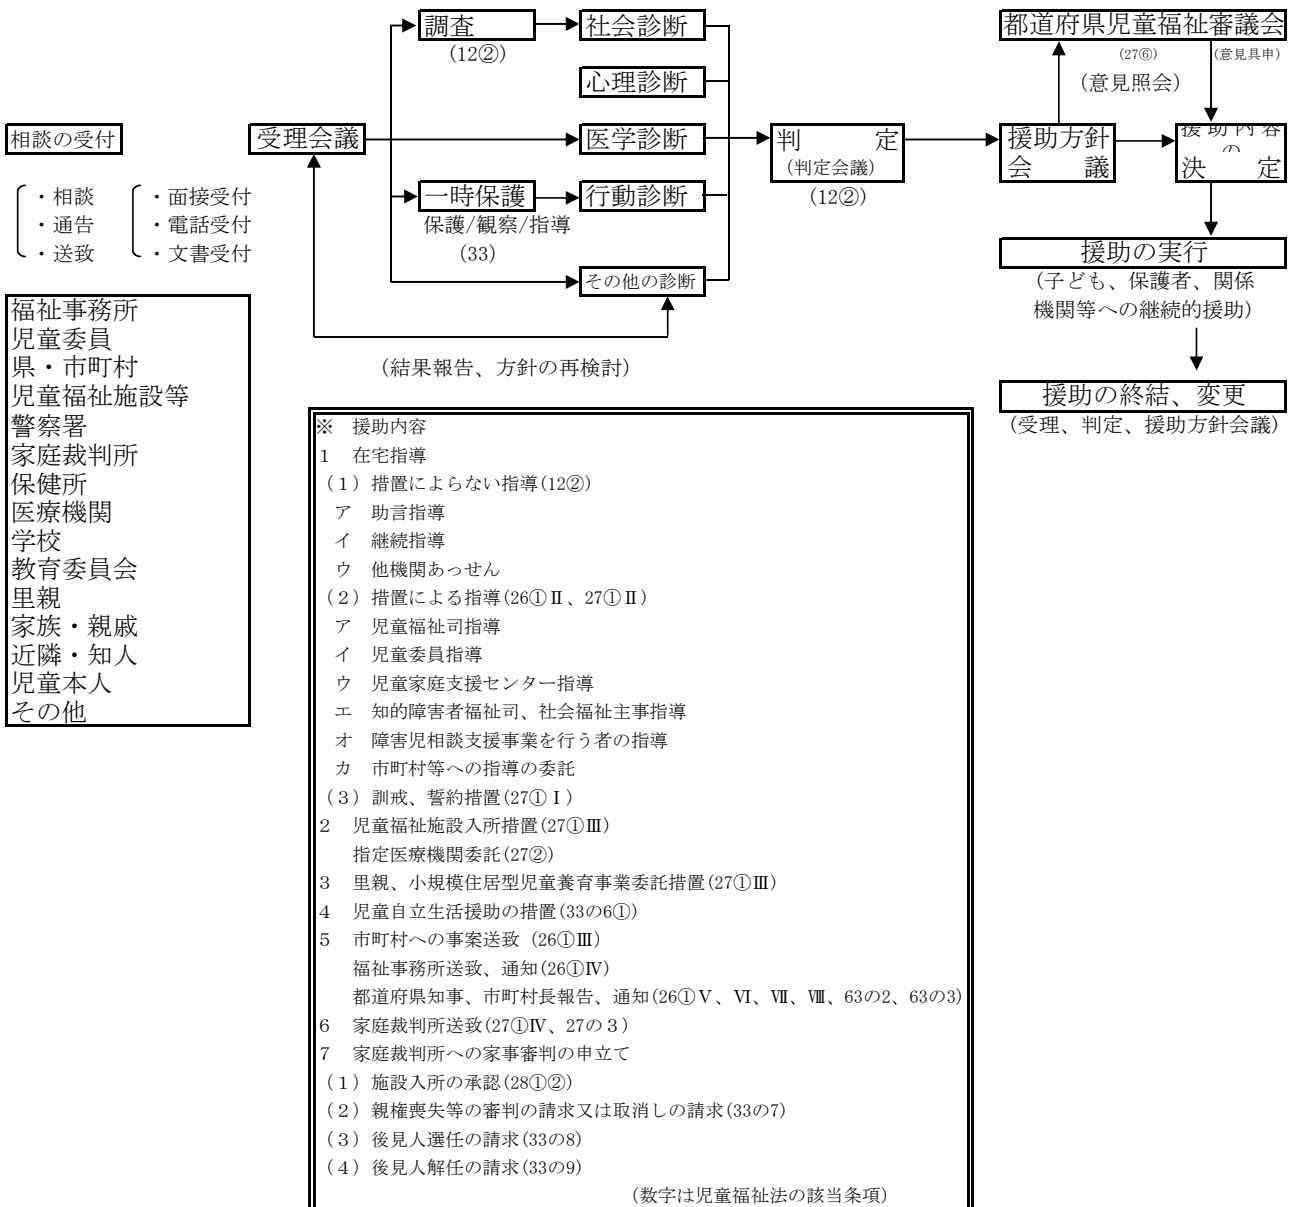 調査
(12②)
社会診断
心理診断
都道府県児童福祉審議会
(27⑥)
(意見具申)
(意見照会)
相談の受付
受理会議
医学診断
判　　定
(判定会議)
(12②)
援助方針
会　　議
援助内容
の
決　　定
・相談
・通告
・送致
・面接受付
・電話受付
・文書受付
一時保護
保護/観察/指導
(33)
行動診断
その他の診断
援助の実行
(子ども、保護者、関係
機関等への継続的援助)
(結果報告、方針の再検討)
援助の終結、変更
(受理、判定、援助方針会議)
福祉事務所
児童委員
県・市町村
児童福祉施設等
警察署
家庭裁判所
保健所
医療機関
学校
教育委員会
里親
家族・親戚
近隣・知人
児童本人
その他
※　援助内容
1　在宅指導
(1) 措置によらない指導(12②)
ア　助言指導
イ　継続指導
ウ　他機関あっせん
(2) 措置による指導(26①Ⅱ、27①Ⅱ)
ア　児童福祉司指導
イ　児童委員指導
ウ　児童家庭支援センター指導
エ　知的障害者福祉司、社会福祉主事指導
オ　障害児相談支援事業を行う者の指導
カ　市町村等への指導の委託
(3) 訓戒、誓約措置(27①Ⅰ)
2　児童福祉施設入所措置(27①Ⅲ)
指定医療機関委託(27②)
3　里親、小規模住居型児童養育事業委託措置(27①Ⅲ)
4　児童自立生活援助の措置(33の6①)
5　市町村への事案送致 (26①Ⅲ)
福祉事務所送致、通知(26①Ⅳ)
都道府県知事、市町村長報告、通知(26①Ⅴ、Ⅵ、Ⅶ、Ⅷ、63の2、63の3)
6　家庭裁判所送致(27①Ⅳ、27の３)
7　家庭裁判所への家事審判の申立て
(1) 施設入所の承認(28①②)
(2) 親権喪失等の審判の請求又は取消しの請求(33の7)
(3) 後見人選任の請求(33の8)
(4) 後見人解任の請求(33の9)
(数字は児童福祉法の該当条項)